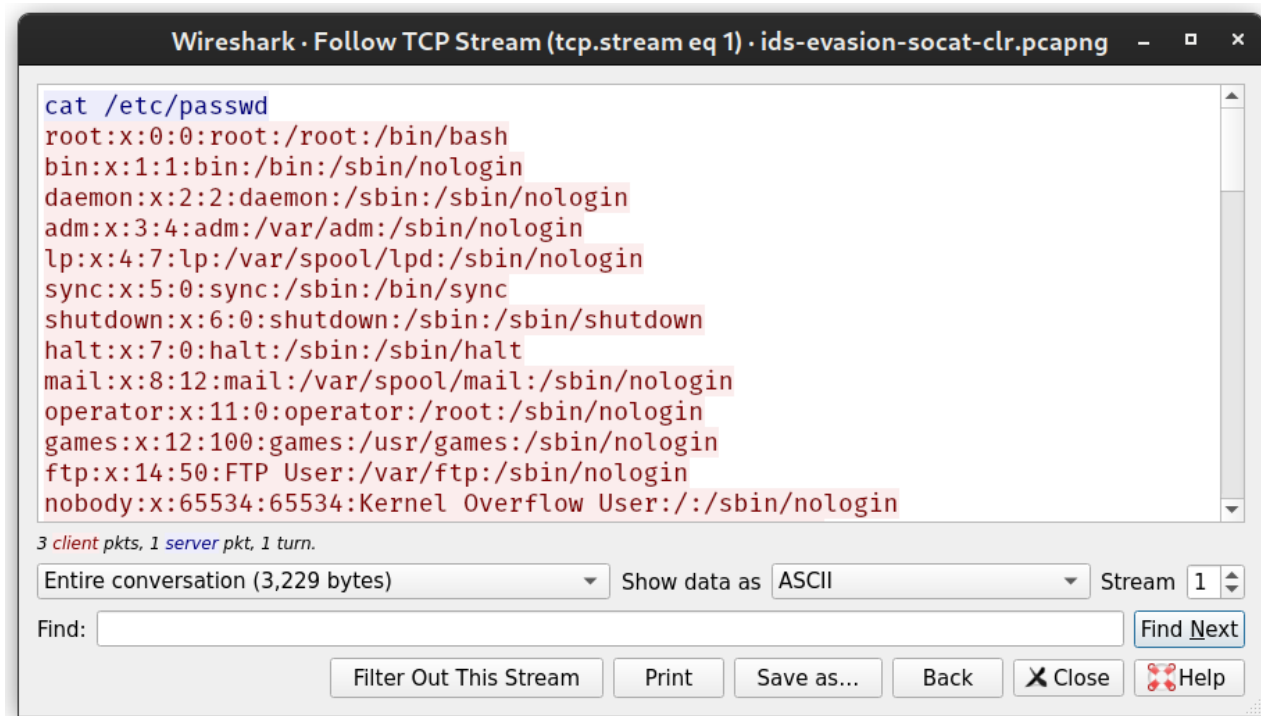 Wireshark · Follow TCP Stream (tcp.stream eq 1) · ids-evasion-socat-clr.pcapng
cat /etc/passwd
root:x:0:0:root:/root:/bin/bash
bin:x:1:1:bin:/bin:/sbin/nologin
daemon:x:2:2:daemon:/sbin:/sbin/nologin
adm:x:3:4:adm:/var/adm:/sbin/nologin
lp:x:4:7:lp:/var/spool/lpd:/sbin/nologin
sync:x:5:0:sync:/sbin:/bin/sync
shutdown:x:6:0:shutdown:/sbin:/sbin/shutdown
halt:x:7:0:halt:/sbin:/sbin/halt
mail:x:8:12:mail:/var/spool/mail:/sbin/nologin
operator:x:11:0:operator:/root:/sbin/nologin
games:x:12:100:games:/usr/games:/sbin/nologin
ftp:x:14:50:FTP User:/var/ftp:/sbin/nologin
nobody:x:65534:65534:Kernel Overflow User:/:/sbin/nologin
3 client pkts, 1 server pkt, 1 turn.
Entire conversation (3,229 bytes) Show data as ASCII Stream 1
Find: Find Next
Filter Out This Stream Print Save as... Back Close Help